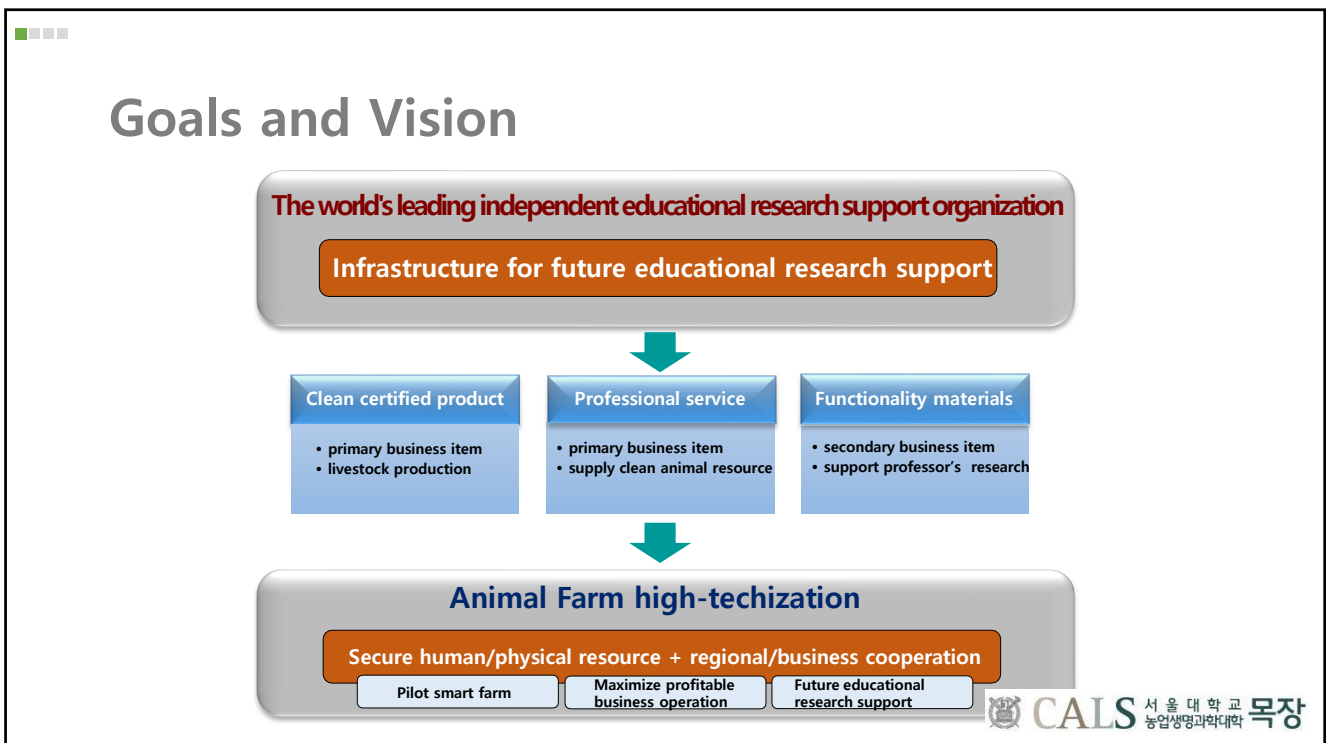 Goals and Vision
The world's leading independent educational research support organization
Infrastructure for future educational research support
Clean certified product
• primary business item
• livestock production
Professional service
• primary business item
• supply clean animal resource
Functionality materials
• secondary business item
• support professor's research
Animal Farm high-techization
Secure human/physical resource + regional/business cooperation
Pilot smart farm
Maximize profitable
business operation
Future educational
research support
CALS 서울대학교
농업생명과학대학 목장